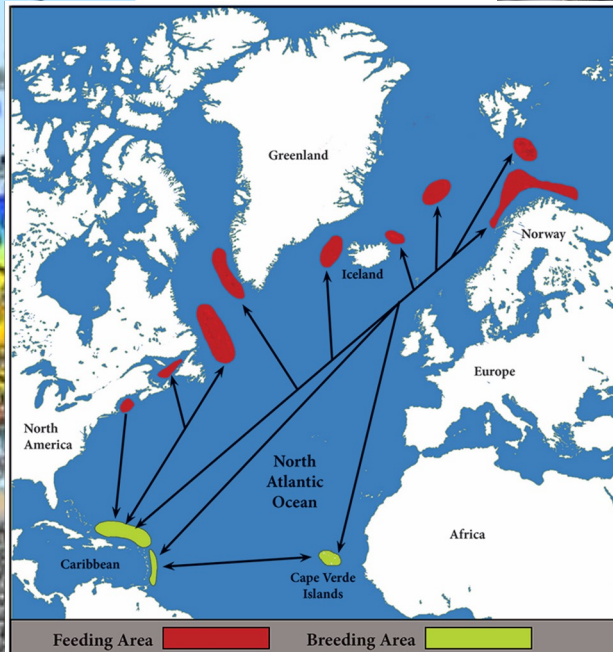 Greenland
Norway
Iceland
Europe
North
America
North
Atlantic
Ocean
Africa
Caribbean
Cape Verde
Islands
Feeding Area
Breeding Area